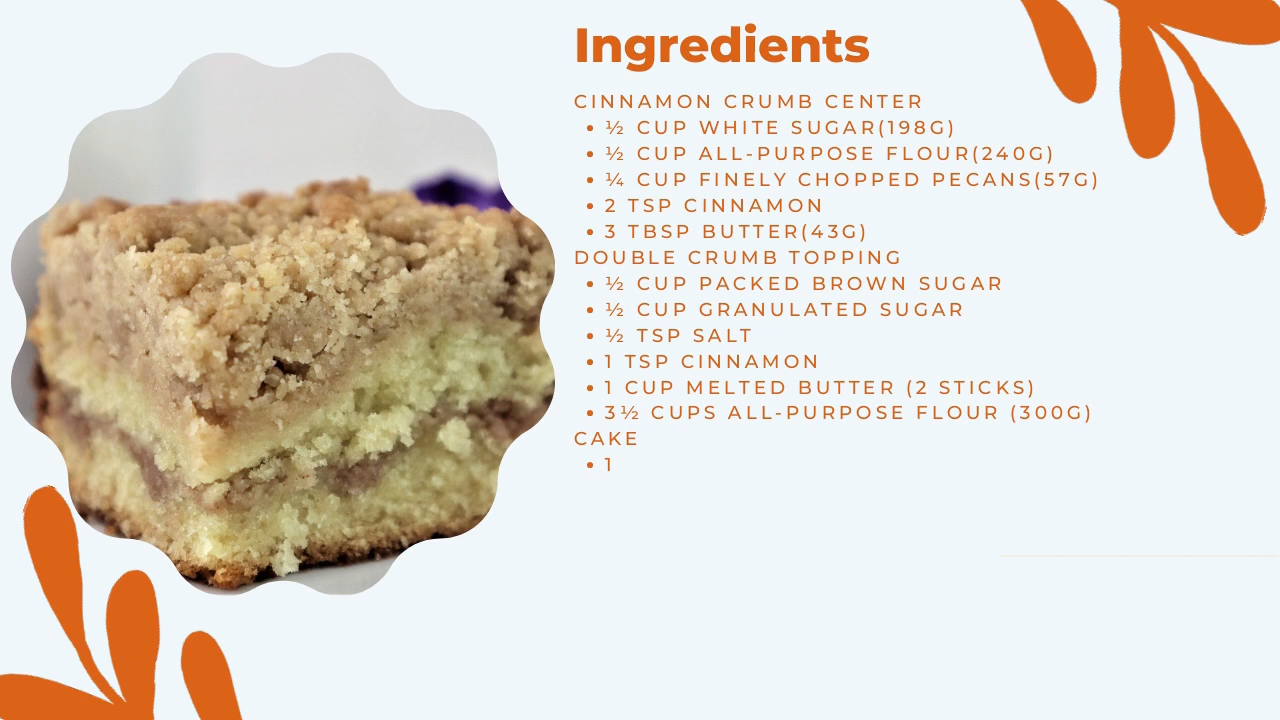 Ingredients
CINNAMON CRUMB CENTER
• ½ CUP WHITE SUGAR(198G)
• ½ CUP ALL-PURPOSE FLOUR(240G)
• ¼ CUP FINELY CHOPPED PECANS(57G)
• 2 TSP CINNAMON
• 3 TBSP BUTTER(43G)
DOUBLE CRUMB TOPPING
• ½ CUP PACKED BROWN SUGAR
• ½ CUP GRANULATED SUGAR
• ½ TSP SALT
• 1 TSP CINNAMON
• 1 CUP MELTED BUTTER (2 STICKS)
• 3½ CUPS ALL-PURPOSE FLOUR (300G)
CAKE
• 1